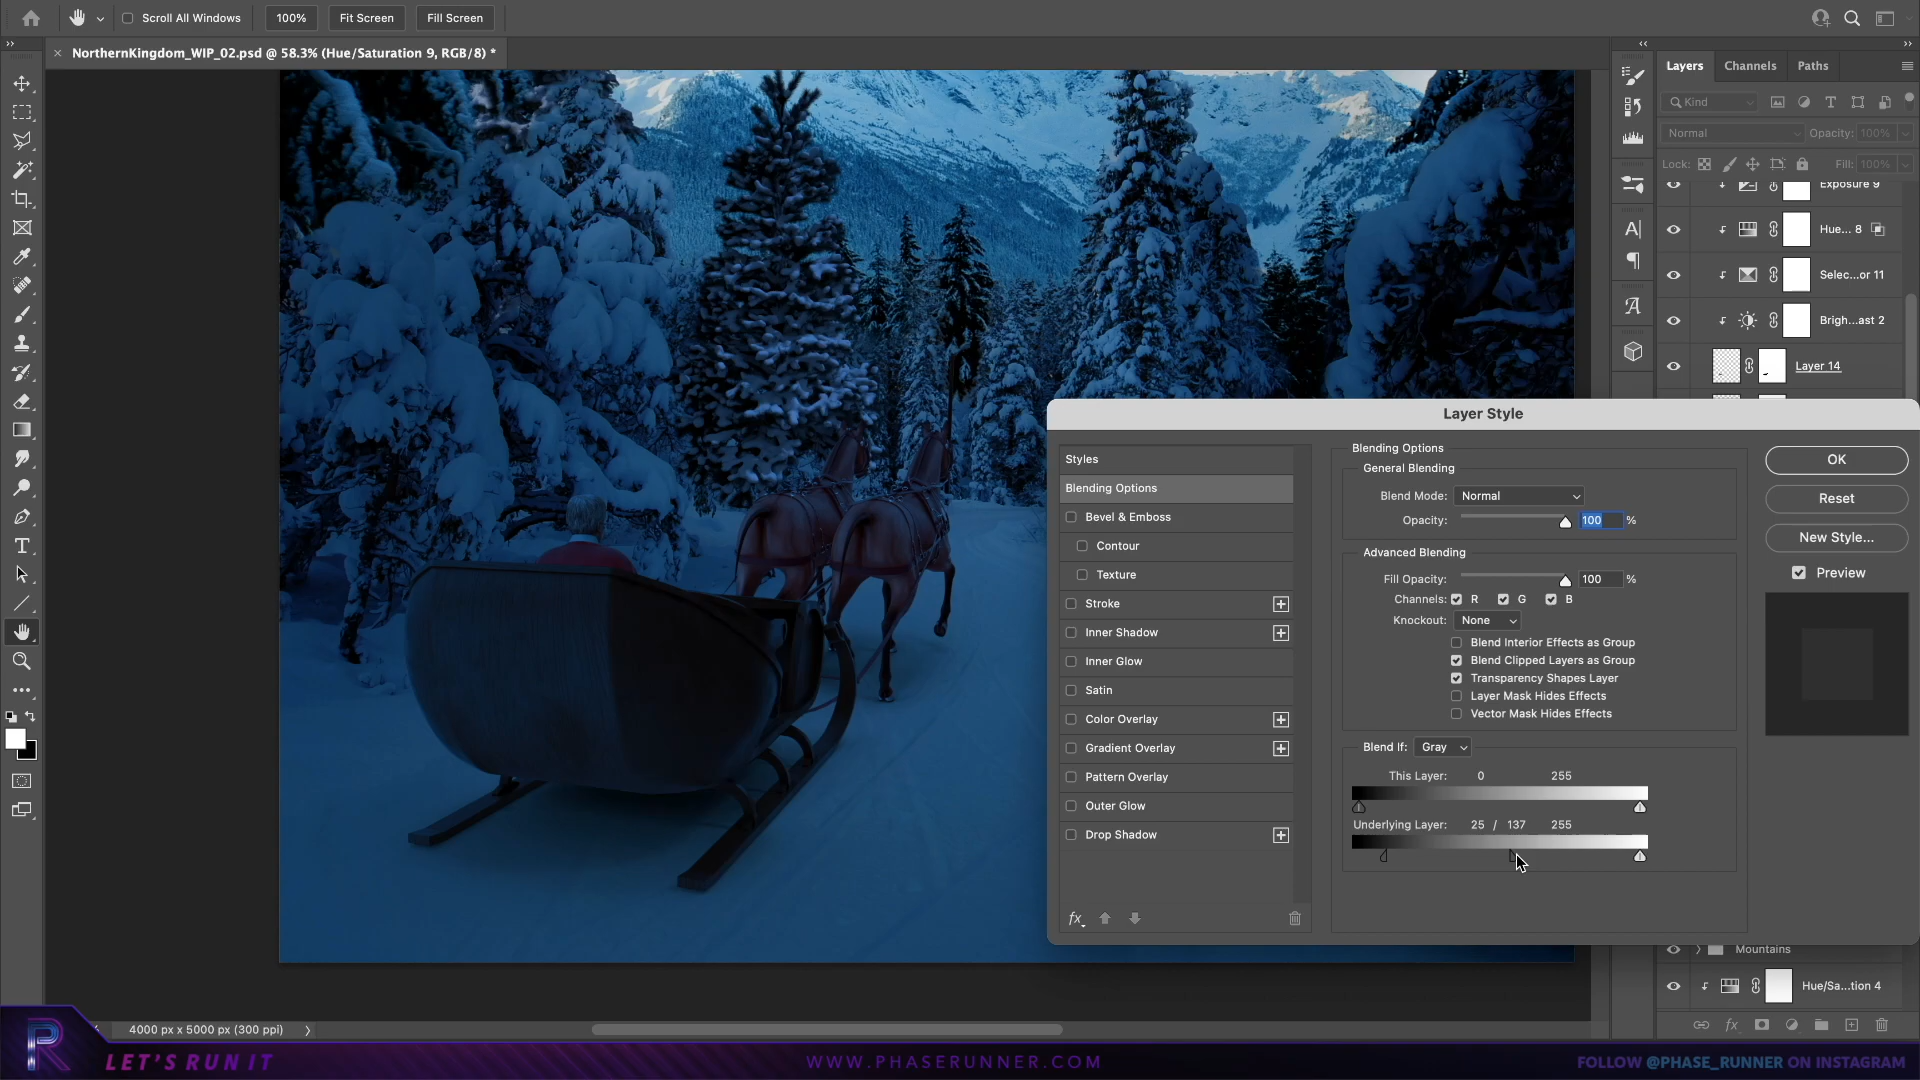 Scroll All Windows
100%
Fit Screen
Fill Screen
NorthernKingdom_WIP_02.psd @ 58.3% (Hue/Saturation 9, RGB/8) *
Layers
Channels
Paths
Kind
Normal
Opacity: 100%
Lock:
Fill: 100%
Exposure 9
Hue... 8
Selec...or 11
Brigh...ast 2
Layer 14
Layer Style
Styles
Blending Options
Bevel & Emboss
Contour
Texture
Stroke
Inner Shadow
Inner Glow
Satin
Color Overlay
Gradient Overlay
Pattern Overlay
Outer Glow
Drop Shadow
fx
Blending Options
General Blending
Blend Mode: Normal
Opacity: 100 %
Advanced Blending
Fill Opacity: 100 %
Channels: R G B
Knockout: None
Blend Interior Effects as Group
Blend Clipped Layers as Group
Transparency Shapes Layer
Layer Mask Hides Effects
Vector Mask Hides Effects
Blend If: Gray
This Layer: 0 255
Underlying Layer: 25 / 137 255
OK
Reset
New Style...
Preview
Mountains
Hue/Sa...tion 4
fx
4000 px x 5000 px (300 ppi)
R
LET'S RUN IT
WWW.PHASERUNNER.COM
FOLLOW @PHASE_RUNNER ON INSTAGRAM